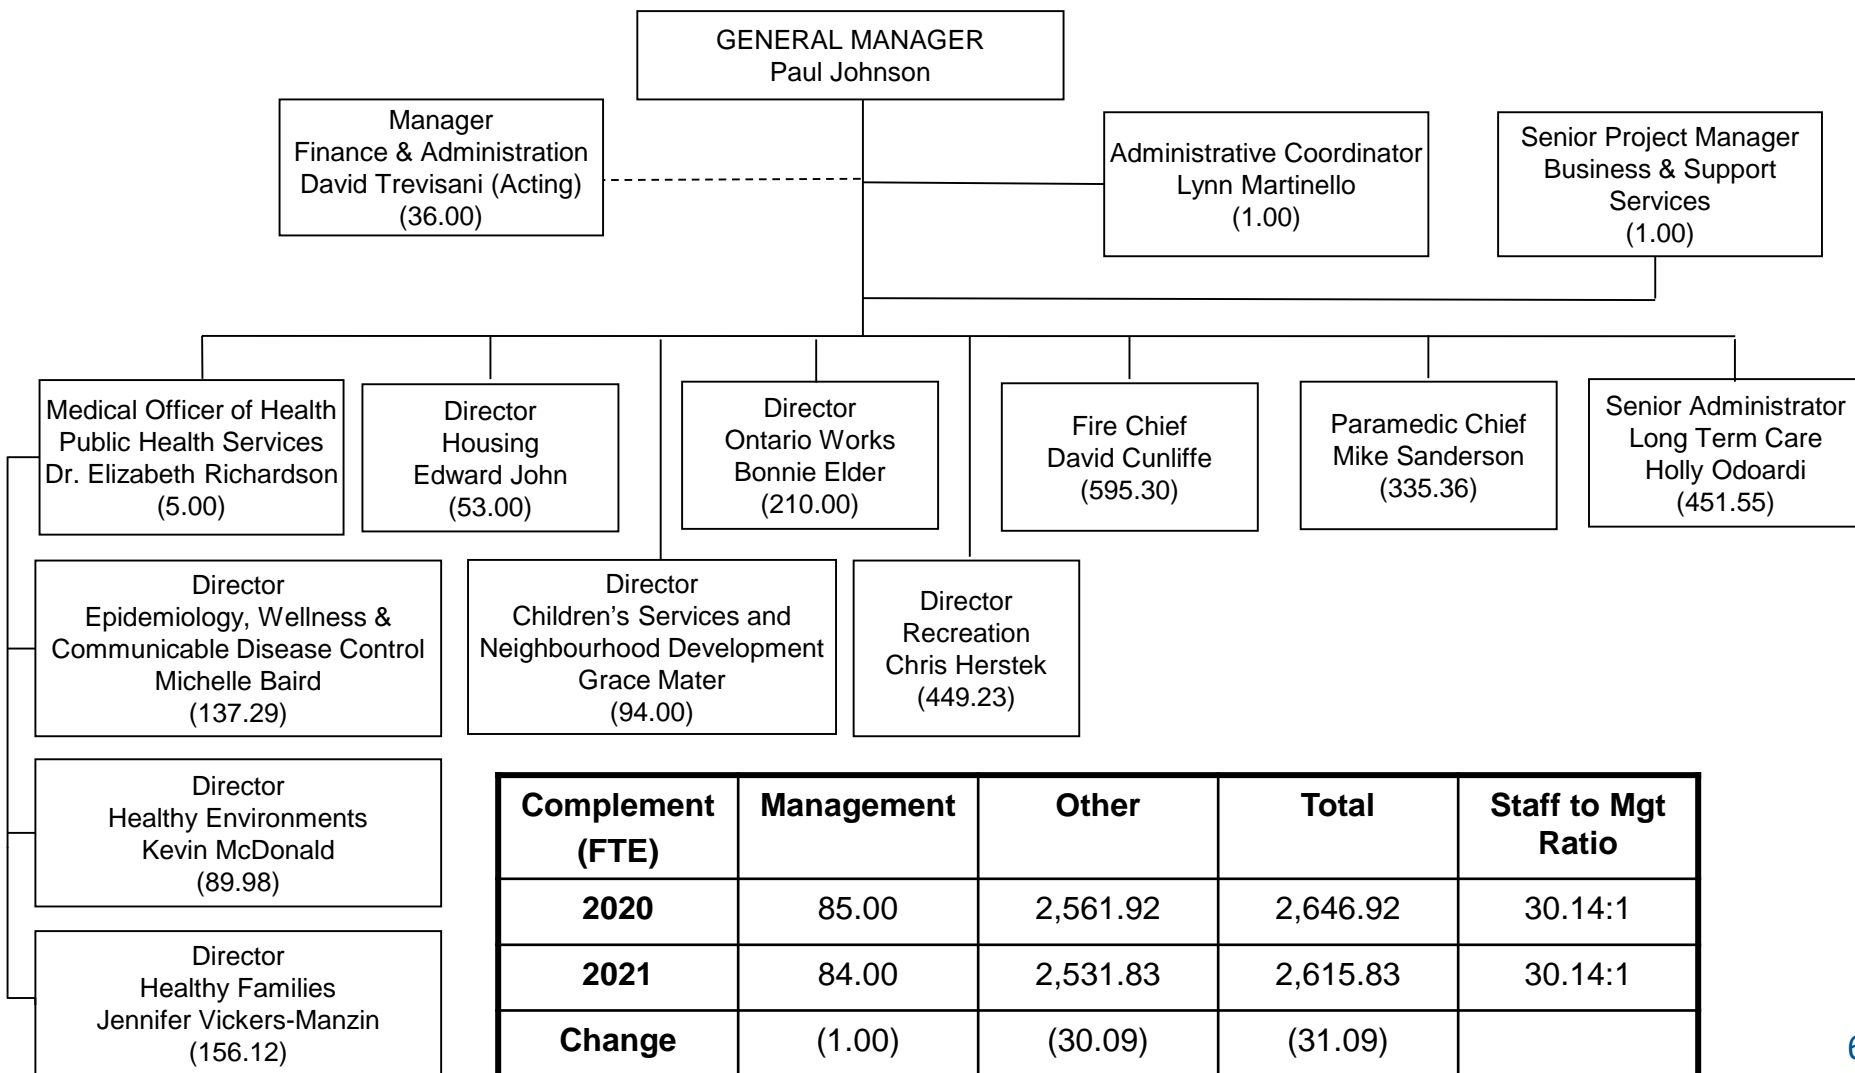 GENERAL MANAGER
Paul Johnson
Manager
Finance & Administration
David Trevisani (Acting)
(36.00)
Administrative Coordinator
Lynn Martinello
(1.00)
Senior Project Manager
Business & Support
Services
(1.00)
Medical Officer of Health
Public Health Services
Dr. Elizabeth Richardson
(5.00)
Director
Housing
Edward John
(53.00)
Director
Ontario Works
Bonnie Elder
(210.00)
Fire Chief
David Cunliffe
(595.30)
Paramedic Chief
Mike Sanderson
(335.36)
Senior Administrator
Long Term Care
Holly Odoardi
(451.55)
Director
Epidemiology, Wellness &
Communicable Disease Control
Michelle Baird
(137.29)
Director
Children’s Services and
Neighbourhood Development
Grace Mater
(94.00)
Director
Recreation
Chris Herstek
(449.23)
Director
Healthy Environments
Kevin McDonald
(89.98)
Director
Healthy Families
Jennifer Vickers-Manzin
(156.12)
Complement (FTE) Management Other Total Staff to Mgt Ratio
2020 85.00 2,561.92 2,646.92 30.14:1
2021 84.00 2,531.83 2,615.83 30.14:1
Change (1.00) (30.09) (31.09)